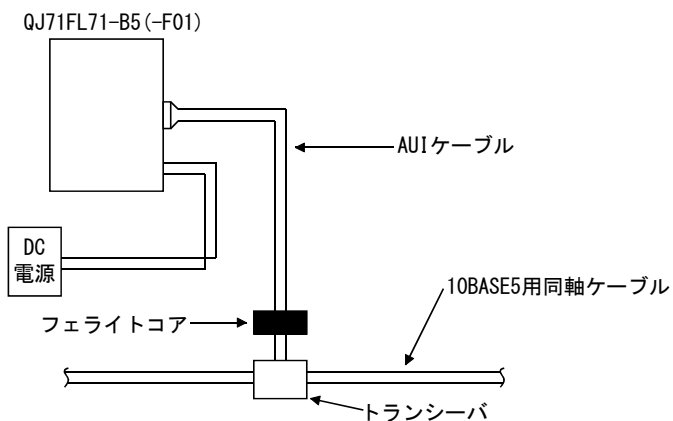 QJ71FL71-B5(-F01)
AUIケーブル
DC
電源
10BASE5用同軸ケーブル
フェライトコア
トランシーバ